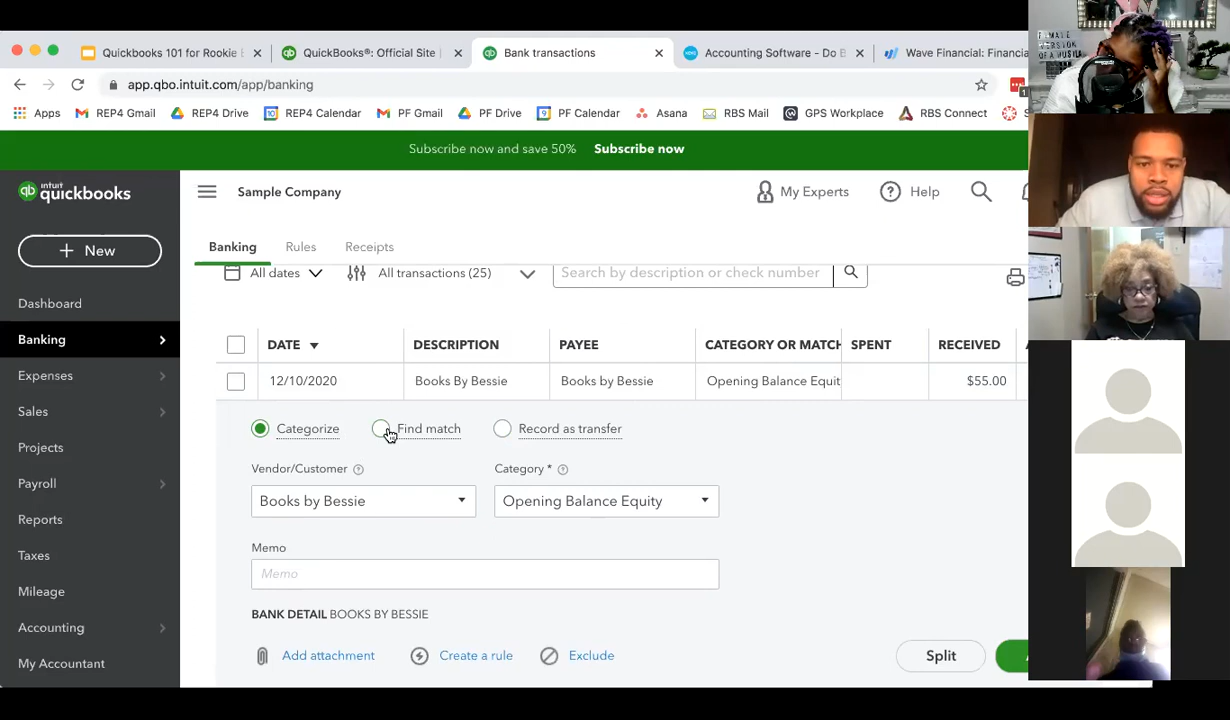 Quickbooks 101 for Rookie
QuickBooks®: Official Site
Bank transactions
Accounting Software - Do B
Wave Financial: Financia
app.qbo.intuit.com/app/banking
1
Apps REP4 Gmail REP4 Drive REP4 Calendar PF Gmail PF Drive PF Calendar Asana RBS Mail GPS Workplace RBS Connect S
Subscribe now and save 50% Subscribe now
intuit
quickbooks
Sample Company
My Experts
Help
New
Banking Rules Receipts
All dates
All transactions (25)
Search by description or check number
Dashboard
Banking
Expenses
Sales
Projects
Payroll
Reports
Taxes
Mileage
Accounting
My Accountant
DATE DESCRIPTION PAYEE CATEGORY OR MATCH SPENT RECEIVED
12/10/2020 Books By Bessie Books by Bessie Opening Balance Equit $55.00
Categorize Find match Record as transfer
Vendor/Customer Category *
Books by Bessie Opening Balance Equity
Memo
Memo
BANK DETAIL BOOKS BY BESSIE
Add attachment Create a rule Exclude
Split